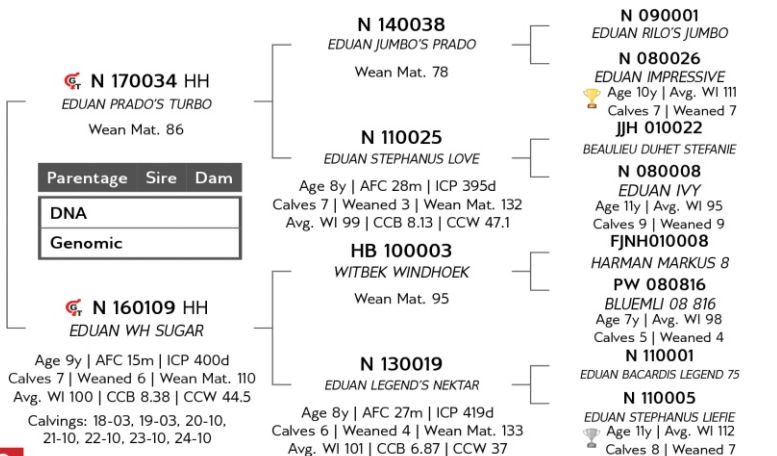 N 170034 HH
EDUAN PRADO'S TURBO
Wean Mat. 86
Parentage Sire Dam
DNA
Genomic
N 160109 HH
EDUAN WH SUGAR
Age 9y | AFC 15m | ICP 400d
Calves 7 | Weaned 6 | Wean Mat. 110
Avg. WI 100 | CCB 8.38 | CCW 44.5
Calvings: 18-03, 19-03, 20-10,
21-10, 22-10, 23-10, 24-10
N 140038
EDUAN JUMBO'S PRADO
Wean Mat. 78
N 110025
EDUAN STEPHANUS LOVE
Age 8y | AFC 28m | ICP 395d
Calves 7 | Weaned 3 | Wean Mat. 132
Avg. WI 99 | CCB 8.13 | CCW 47.1
HB 100003
WITBEK WINDHOEK
Wean Mat. 95
N 130019
EDUAN LEGEND'S NEKTAR
Age 8y | AFC 27m | ICP 419d
Calves 6 | Weaned 4 | Wean Mat. 133
Avg. WI 101 | CCB 6.87 | CCW 37
N 090001
EDUAN RILO'S JUMBO
N 080026
EDUAN IMPRESSIVE
Age 10y | Avg. WI 111
Calves 7 | Weaned 7
JJH 010022
BEAULIEU DUHET STEFANIE
N 080008
EDUAN IVY
Age 11y | Avg. WI 95
Calves 9 | Weaned 9
FJNH010008
HARMAN MARKUS 8
PW 080816
BLUEMLI 08 816
Age 7y | Avg. WI 98
Calves 5 | Weaned 4
N 110001
EDUAN BACARDIS LEGEND 75
N 110005
EDUAN STEPHANUS LIEFIE
Age 11y | Avg. WI 112
Calves 8 | Weaned 7